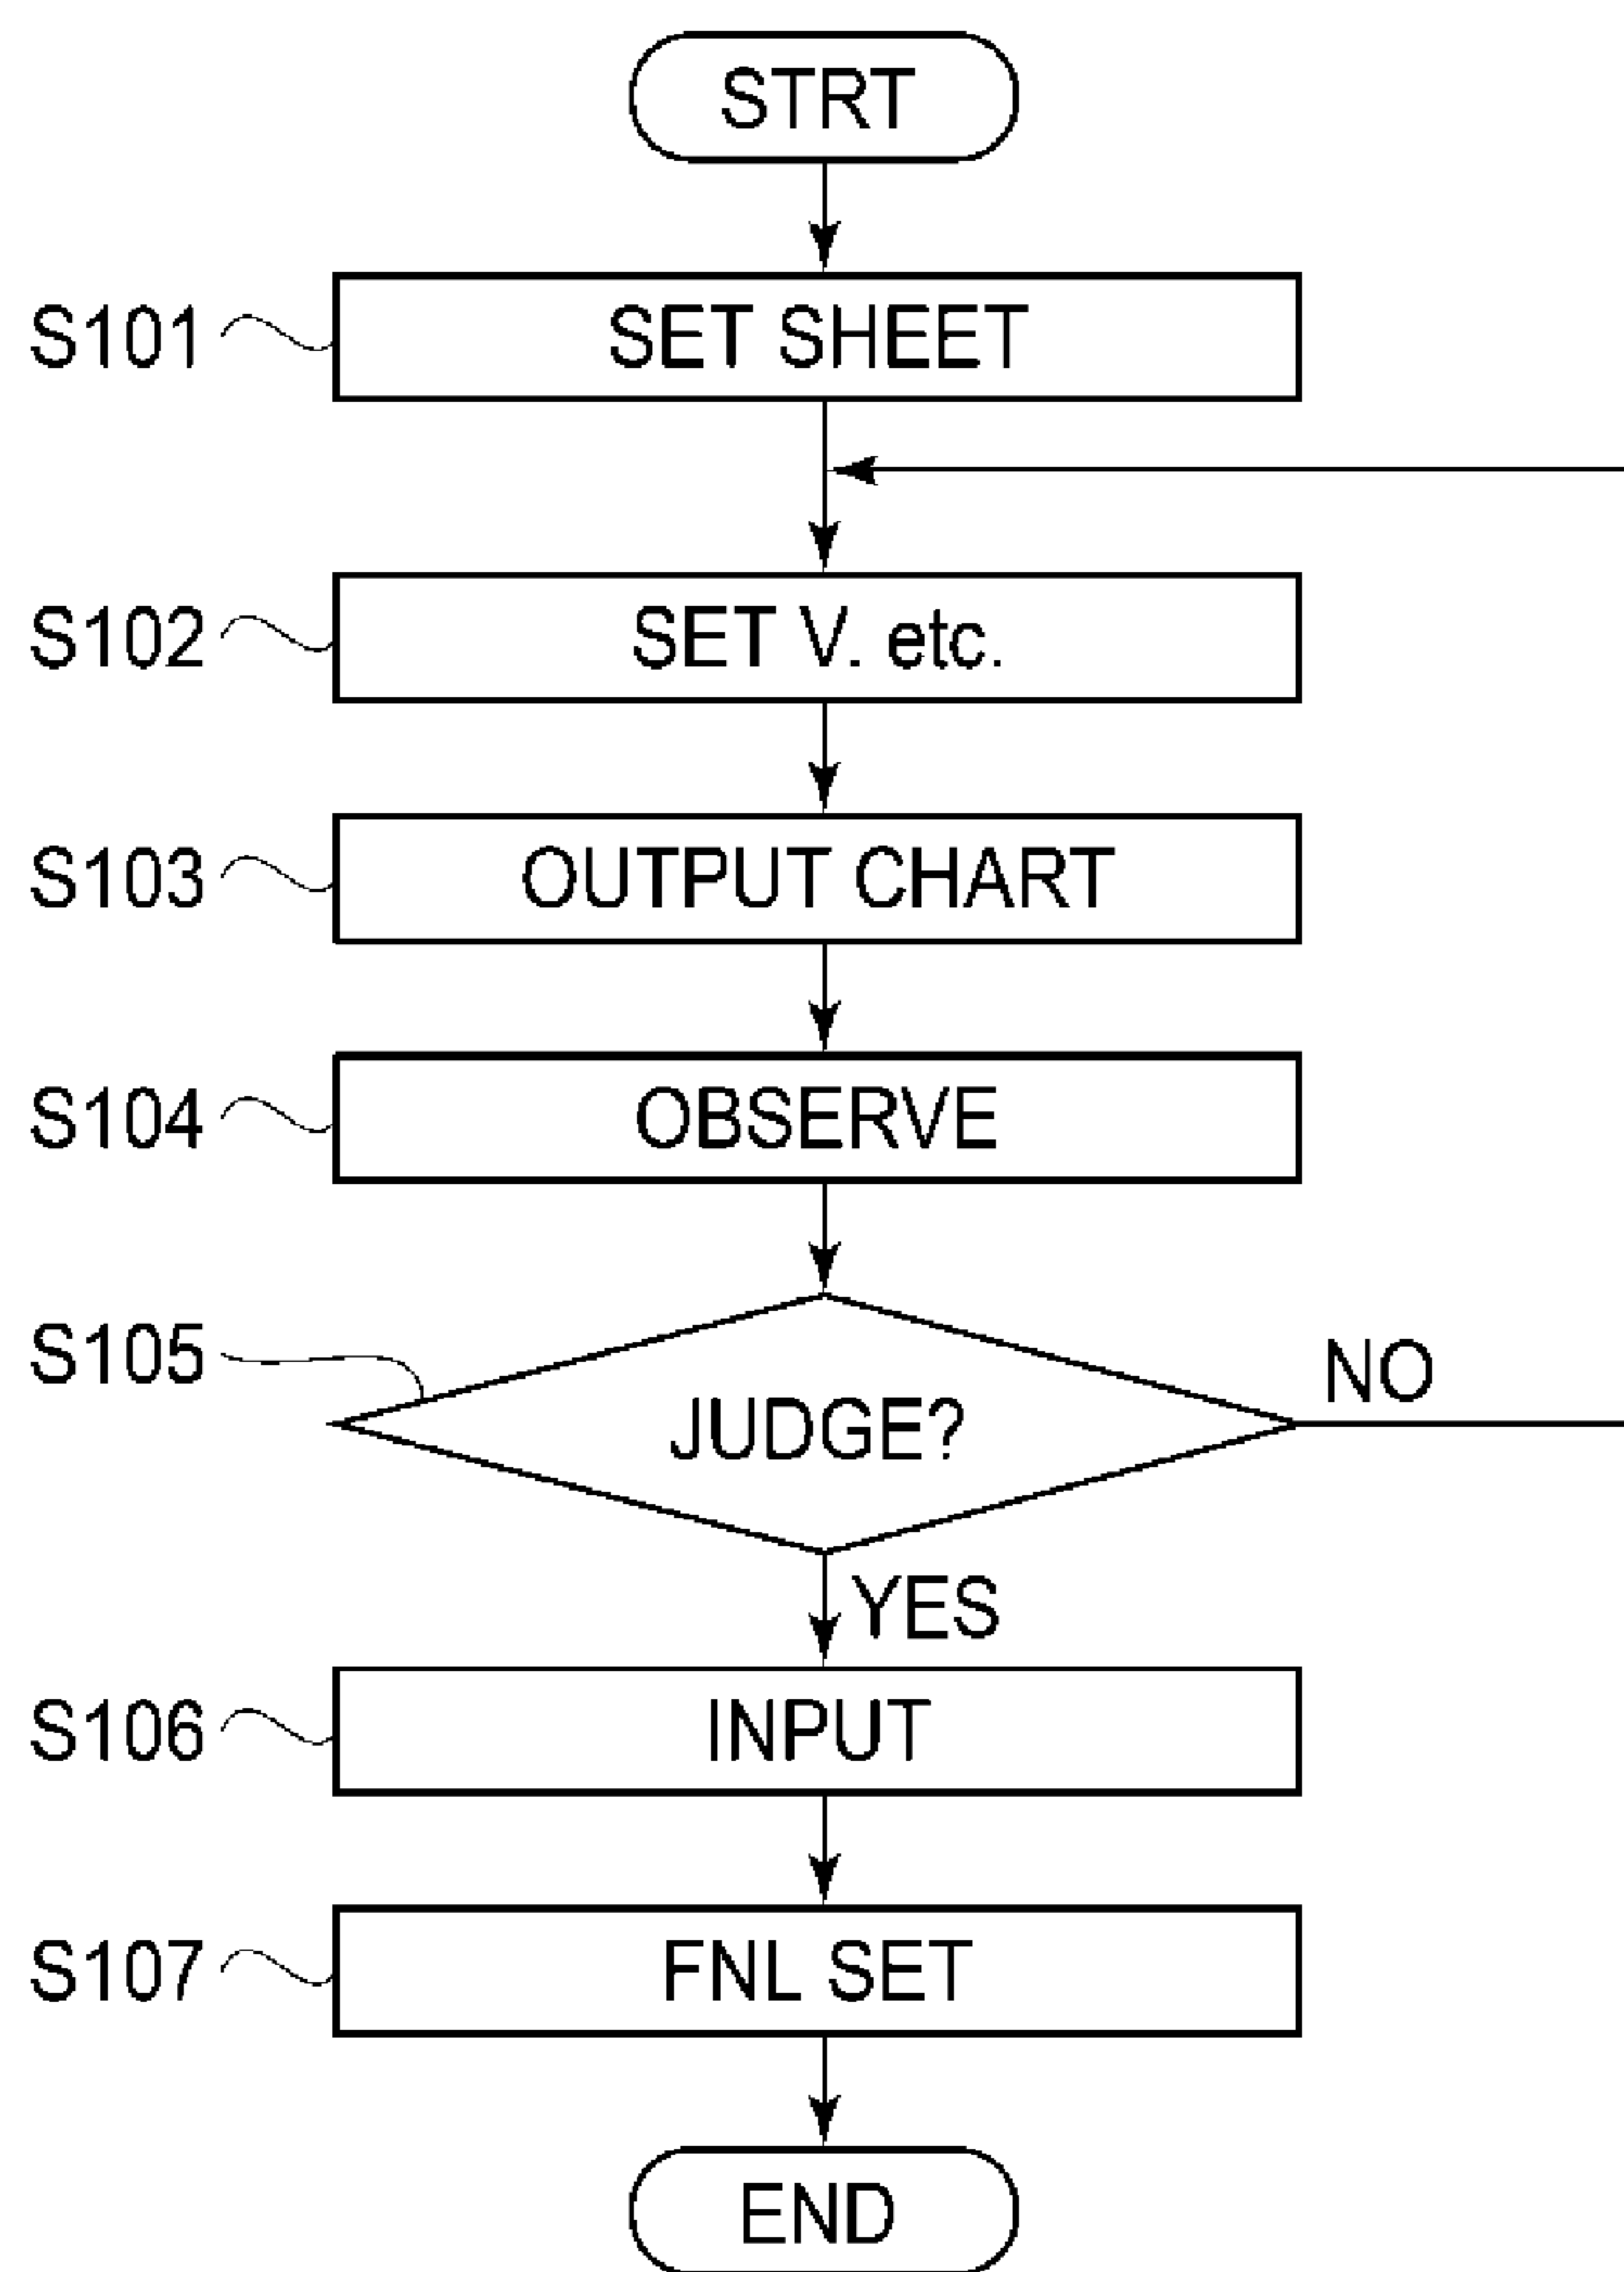 STRT
S101 SET SHEET
S102 SET V. etc.
S103 OUTPUT CHART
S104 OBSERVE
S105 JUDGE? NO
YES
S106 INPUT
S107 FNL SET
END